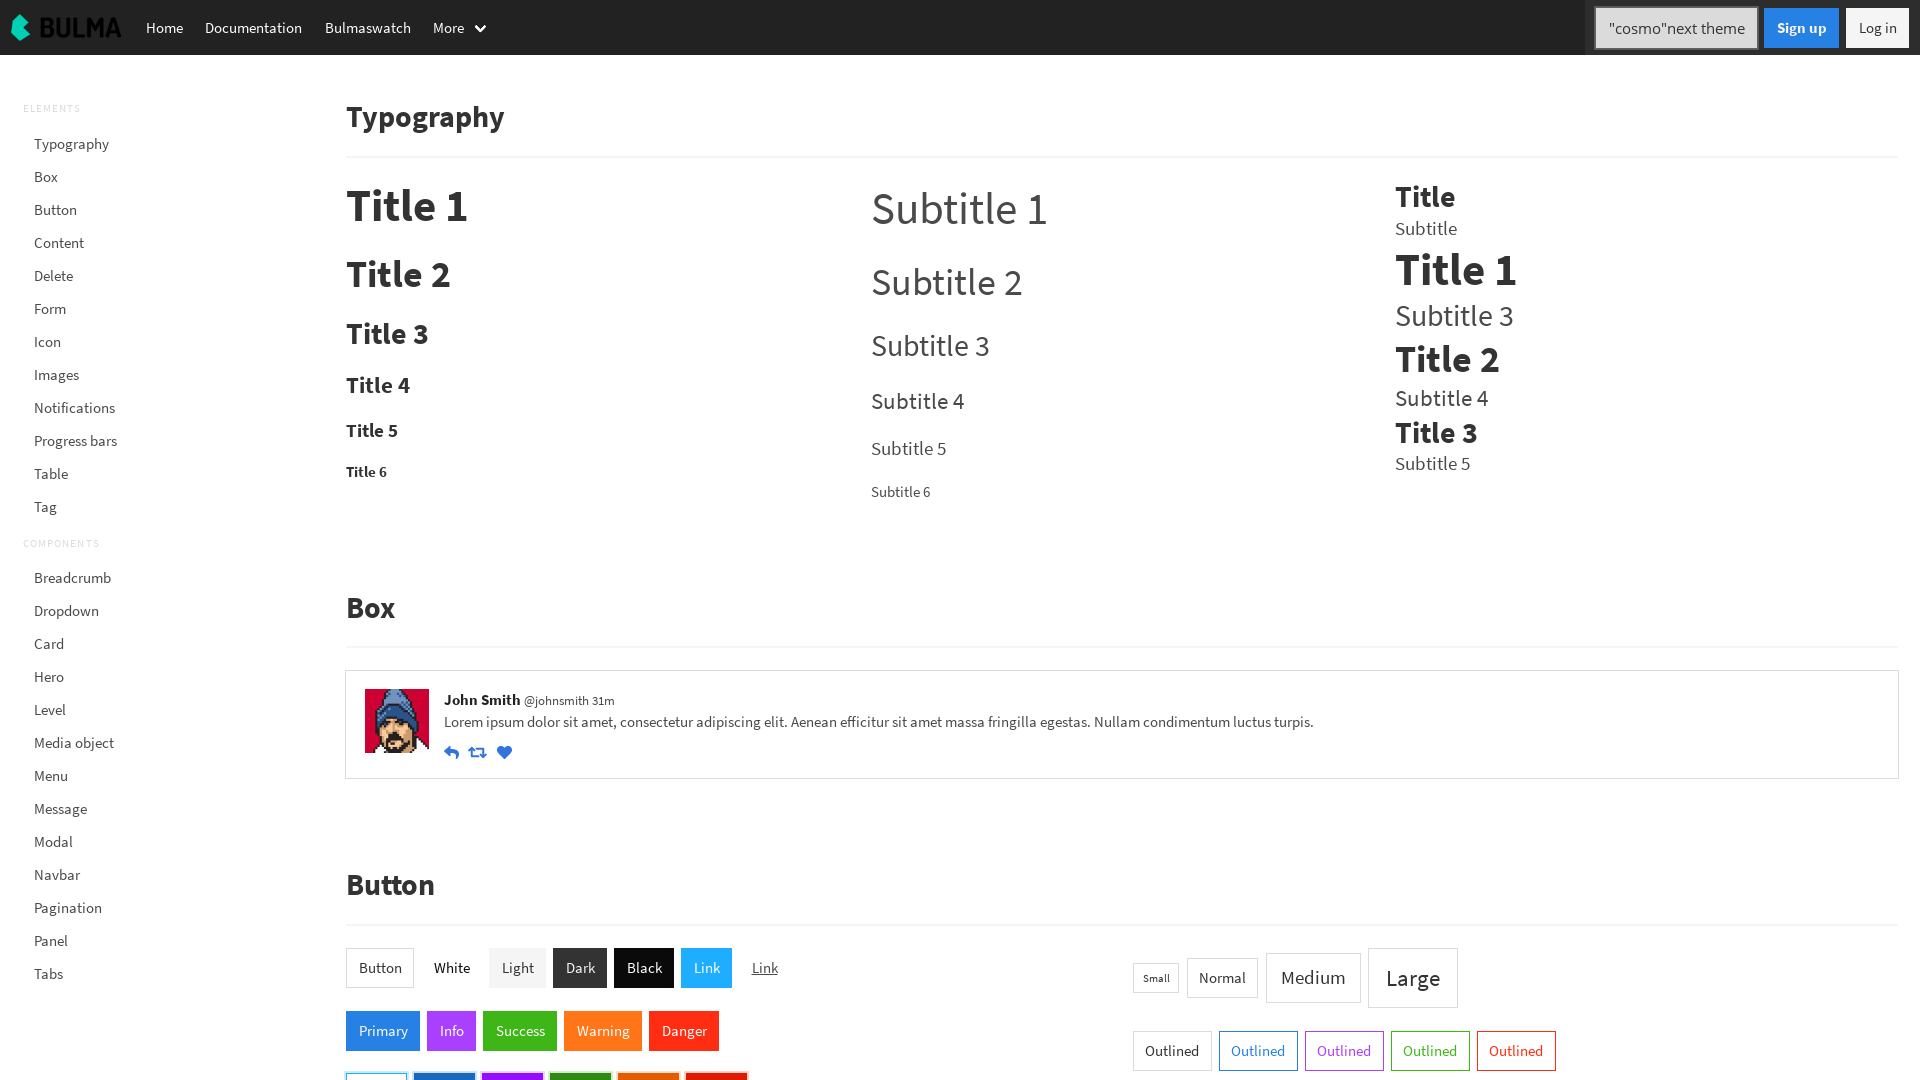 BULMA Home Documentation Bulmaswatch More "cosmo"next theme Sign up Log in
ELEMENTS
Typography
Box
Button
Content
Delete
Form
Icon
Images
Notifications
Progress bars
Table
Tag
COMPONENTS
Breadcrumb
Dropdown
Card
Hero
Level
Media object
Menu
Message
Modal
Navbar
Pagination
Panel
Tabs
Typography
Title 1
Title 2
Title 3
Title 4
Title 5
Title 6
Subtitle 1
Subtitle 2
Subtitle 3
Subtitle 4
Subtitle 5
Subtitle 6
Title
Subtitle
Title 1
Subtitle 3
Title 2
Subtitle 4
Title 3
Subtitle 5
Box
John Smith @johnsmith 31m
Lorem ipsum dolor sit amet, consectetur adipiscing elit. Aenean efficitur sit amet massa fringilla egestas. Nullam condimentum luctus turpis.
Button
Button White Light Dark Black Link Link
Primary Info Success Warning Danger
Small Normal Medium Large
Outlined Outlined Outlined Outlined Outlined